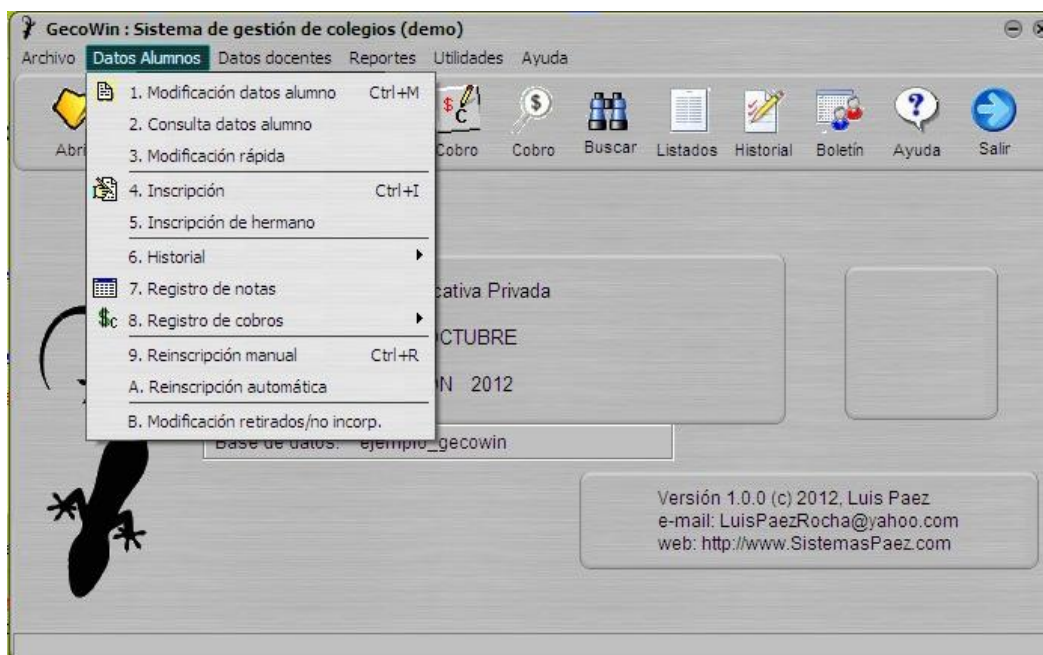 GecoWin : Sistema de gestión de colegios (demo)
Archivo Datos Alumnos Datos docentes Reportes Utilidades Ayuda
1. Modificación datos alumno Ctrl+M
2. Consulta datos alumno
3. Modificación rápida
4. Inscripción Ctrl+I
5. Inscripción de hermano
6. Historial
7. Registro de notas
8. Registro de cobros
9. Reinscripción manual Ctrl+R
A. Reinscripción automática
B. Modificación retirados/no incorp.
Abri
Cobro Cobro Buscar Listados Historial Boletín Ayuda Salir
cativa Privada
OCTUBRE
N 2012
Base de datos: ejemplo_gecowin
Versión 1.0.0 (c) 2012, Luis Paez
e-mail: LuisPaezRocha@yahoo.com
web: http://www.SistemasPaez.com